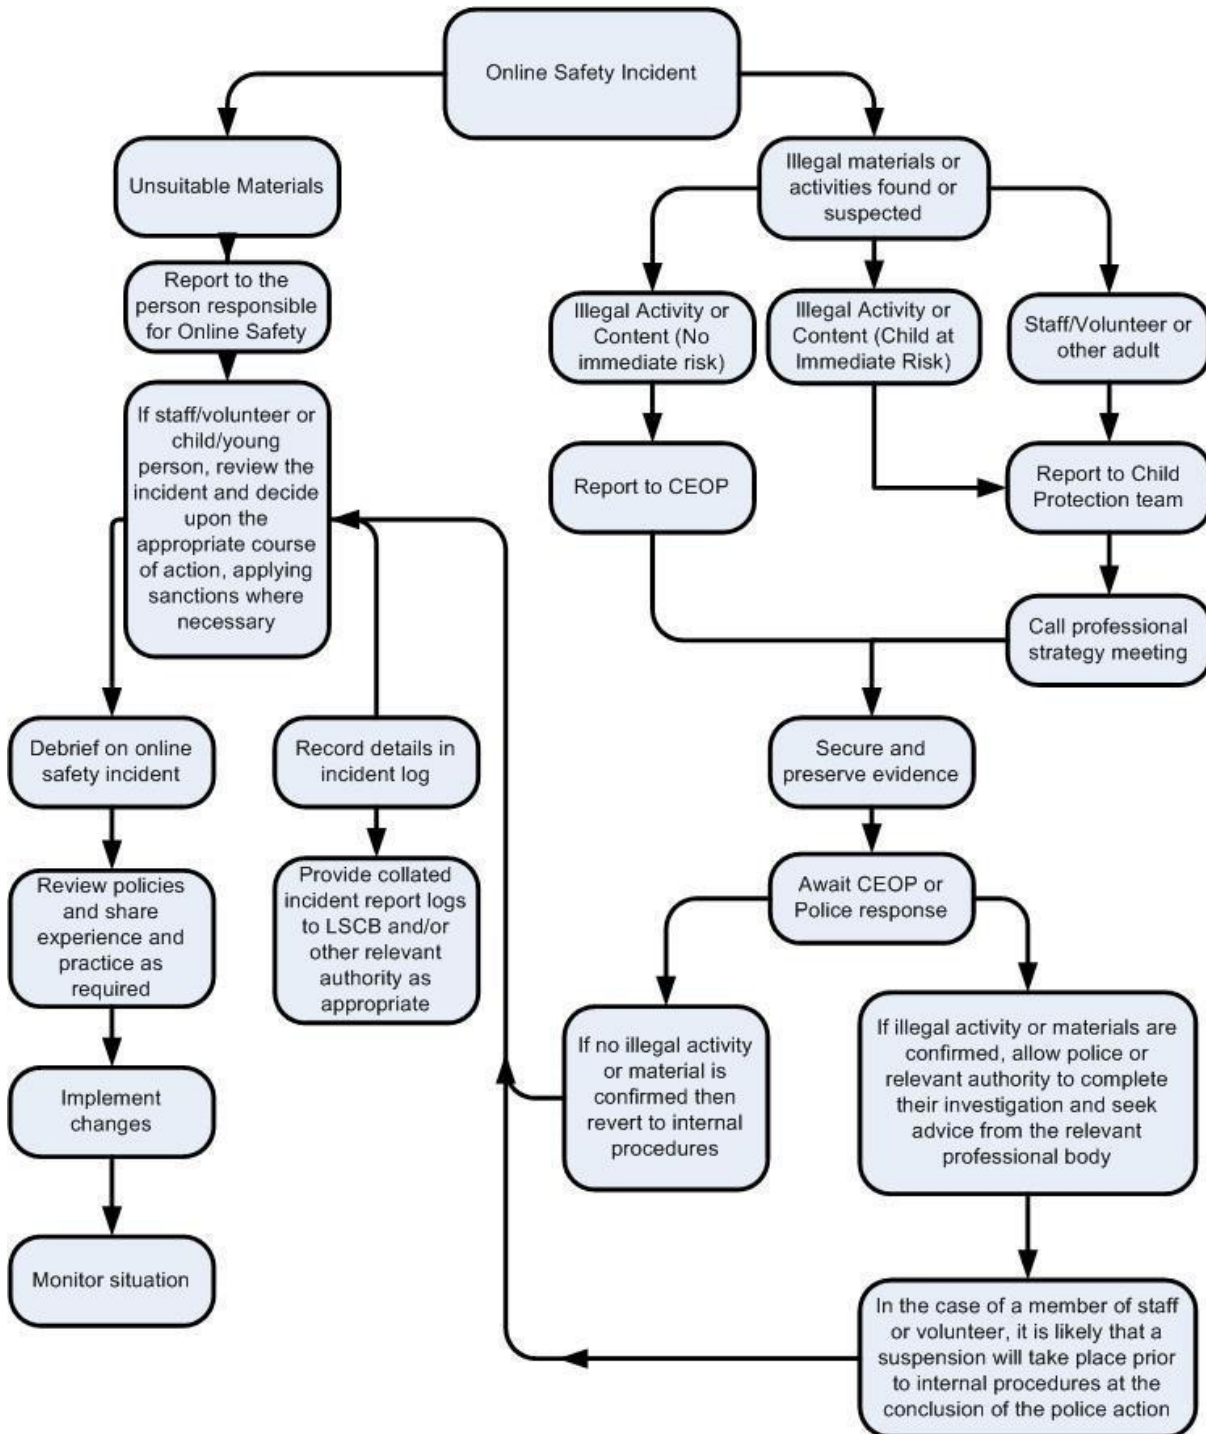 Online Safety Incident
Unsuitable Materials
Report to the
person responsible
for Online Safety
If staff/volunteer or
child/young
person, review the
incident and decide
upon the
appropriate course
of action, applying
sanctions where
necessary
Debrief on online
safety incident
Review policies
and share
experience and
practice as
required
Implement
changes
Monitor situation
Record details in
incident log
Provide collated
incident report logs
to LSCB and/or
other relevant
authority as
appropriate
Illegal materials or
activities found or
suspected
Illegal Activity or
Content (No
immediate risk)
Illegal Activity or
Content (Child at
Immediate Risk)
Staff/Volunteer or
other adult
Report to CEOP
Report to Child
Protection team
Call professional
strategy meeting
Secure and
preserve evidence
Await CEOP or
Police response
If no illegal activity
or material is
confirmed then
revert to internal
procedures
If illegal activity or materials are
confirmed, allow police or
relevant authority to complete
their investigation and seek
advice from the relevant
professional body
In the case of a member of staff
or volunteer, it is likely that a
suspension will take place prior
to internal procedures at the
conclusion of the police action